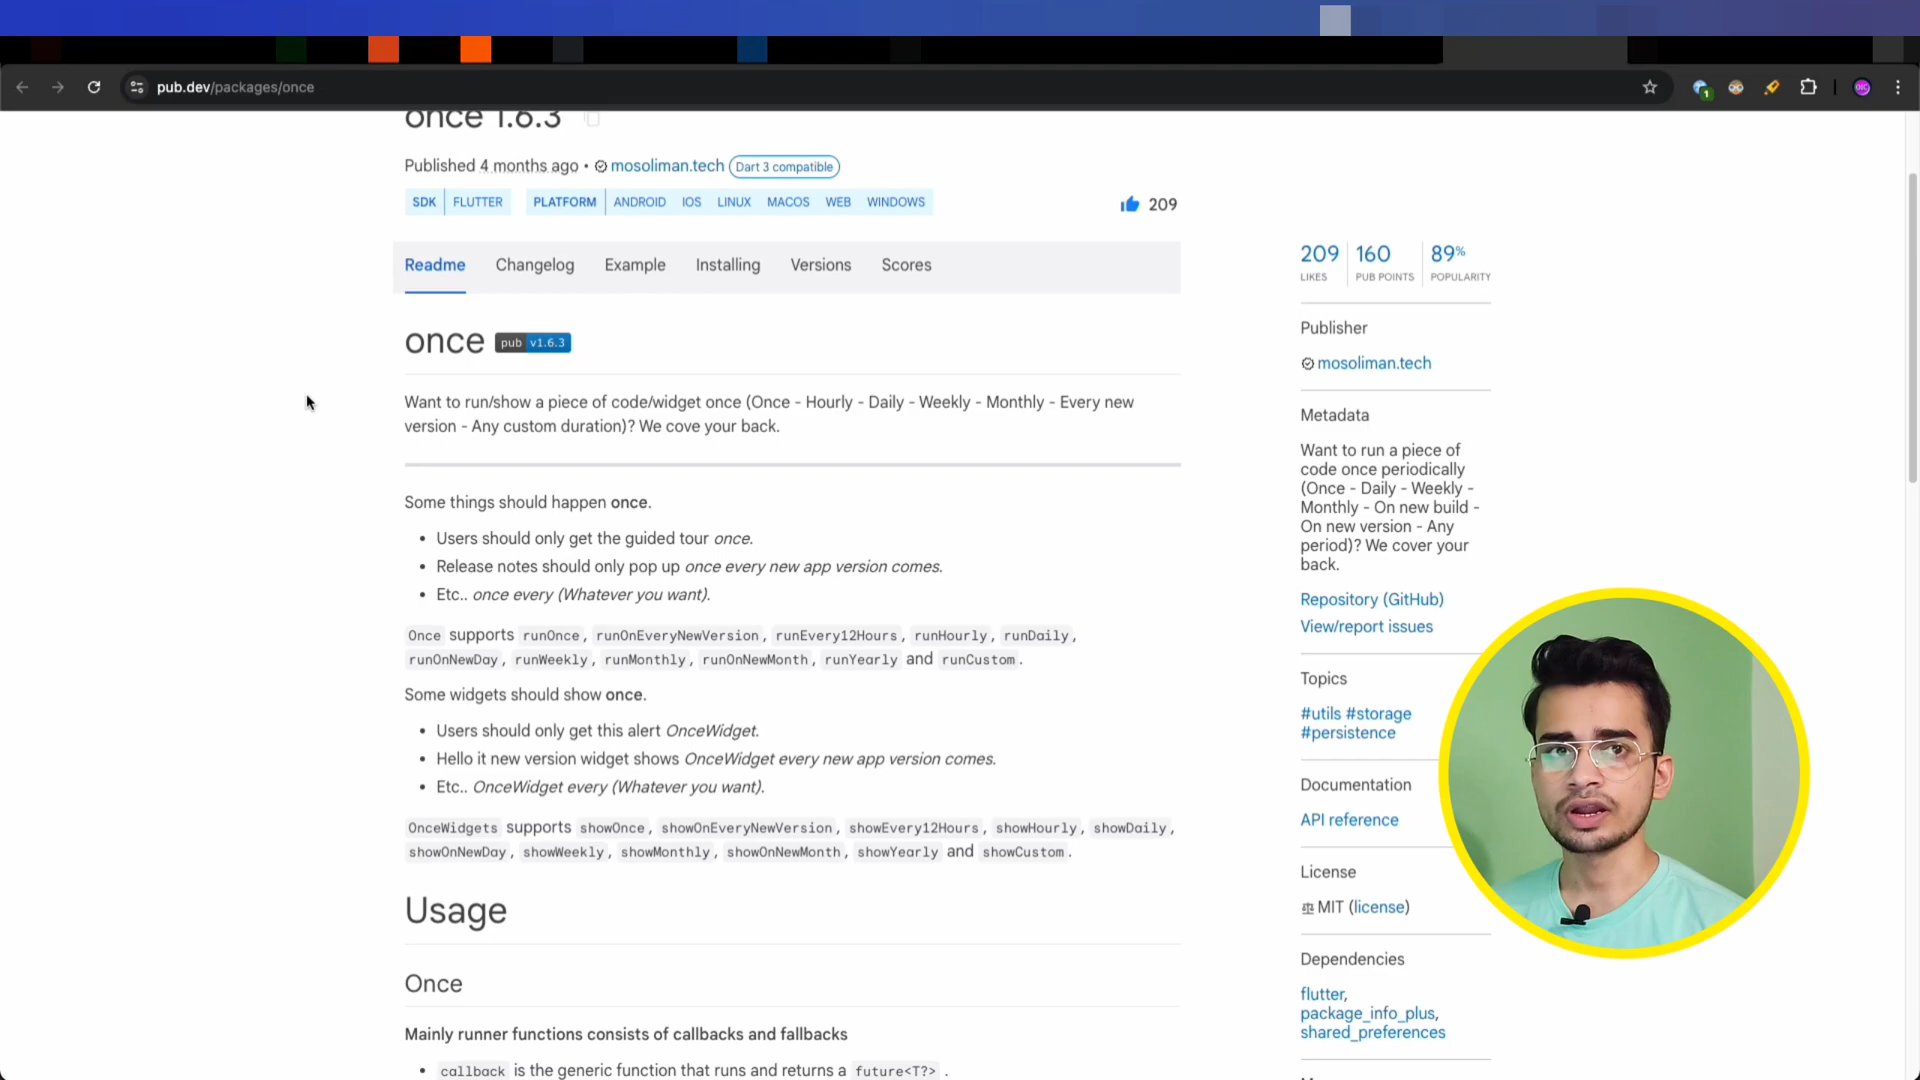 pub.dev/packages/once
1
once 1.6.3
Published 4 months ago • mosoliman.tech Dart 3 compatible
SDK FLUTTER PLATFORM ANDROID IOS LINUX MACOS WEB WINDOWS
209
Readme Changelog Example Installing Versions Scores
once pub v1.6.3
Want to run/show a piece of code/widget once (Once - Hourly - Daily - Weekly - Monthly - Every new
version - Any custom duration)? We cove your back.
Some things should happen once.
• Users should only get the guided tour once.
• Release notes should only pop up once every new app version comes.
• Etc.. once every (Whatever you want).
Once supports runOnce, runOnEveryNewVersion, runEvery12Hours, runHourly, runDaily,
runOnNewDay, runWeekly, runMonthly, runOnNewMonth, runYearly and runCustom.
Some widgets should show once.
• Users should only get this alert OnceWidget.
• Hello it new version widget shows OnceWidget every new app version comes.
• Etc.. OnceWidget every (Whatever you want).
OnceWidgets supports showOnce, showOnEveryNewVersion, showEvery12Hours, showHourly, showDaily,
showOnNewDay, showWeekly, showMonthly, showOnNewMonth, showYearly and showCustom.
Usage
Once
Mainly runner functions consists of callbacks and fallbacks
• callback is the generic function that runs and returns a future<T?> .
209 160 89%
LIKES PUB POINTS POPULARITY
Publisher
mosoliman.tech
Metadata
Want to run a piece of
code once periodically
(Once - Daily - Weekly -
Monthly - On new build -
On new version - Any
period)? We cover your
back.
Repository (GitHub)
View/report issues
Topics
#utils #storage
#persistence
Documentation
API reference
License
MIT (license)
Dependencies
flutter,
package_info_plus,
shared_preferences